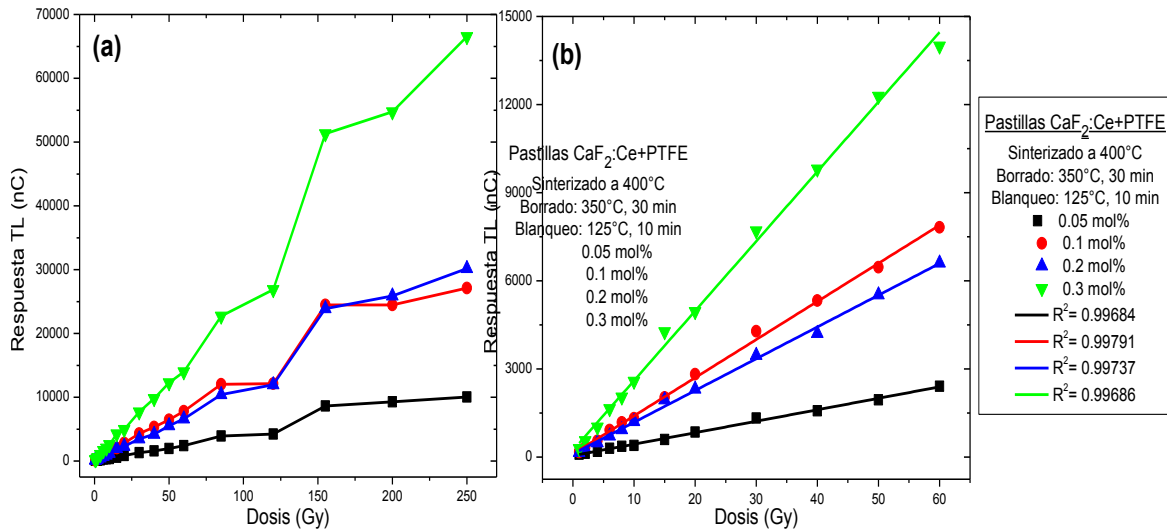 (a)
Respuesta TL (nC)
70000
60000
50000
40000
30000
20000
10000
0
0
50
100
150
200
250
Dosis (Gy)
Pastillas CaF2:Ce+PTFE
Sinterizado a 400°C
Borrado: 350°C, 30 min
Blanqueo: 125°C, 10 min
0.05 mol%
0.1 mol%
0.2 mol%
0.3 mol%
(b)
Respuesta TL (nC)
15000
12000
9000
6000
3000
0
0
10
20
30
40
50
60
Dosis (Gy)
Pastillas CaF2:Ce+PTFE
Sinterizado a 400°C
Borrado: 350°C, 30 min
Blanqueo: 125°C, 10 min
0.05 mol%
0.1 mol%
0.2 mol%
0.3 mol%
R2= 0.99684
R2= 0.99791
R2= 0.99737
R2= 0.99686